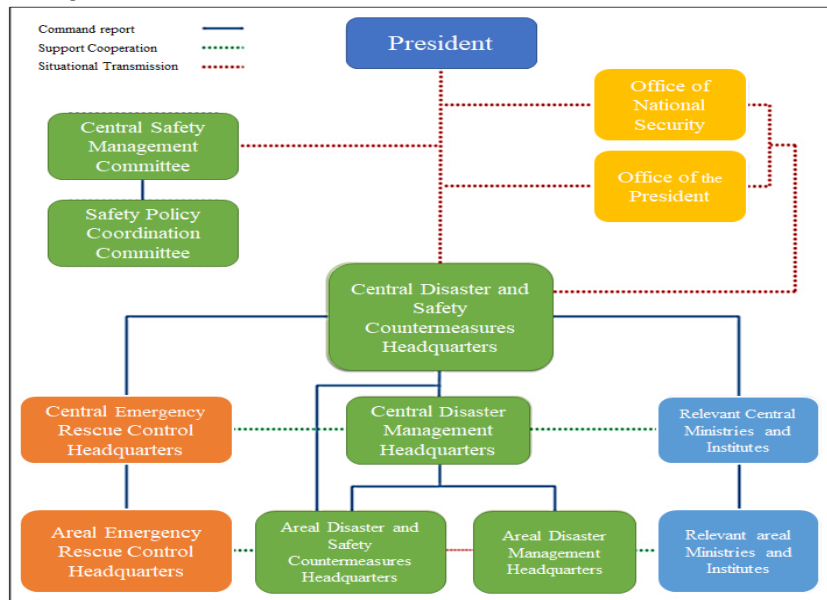 Command report
Support Cooperation
Situational Transmission
President
Office of
National
Security
Central Safety
Management
Committee
Office of the
President
Safety Policy
Coordination
Committee
Central Disaster and
Safety
Countermeasures
Headquarters
Central Emergency
Rescue Control
Headquarters
Central Disaster
Management
Headquarters
Relevant Central
Ministries and
Institutes
Areal Emergency
Rescue Control
Headquarters
Areal Disaster and
Safety
Countermeasures
Headquarters
Areal Disaster
Management
Headquarters
Relevant areal
Ministries and
Institutes